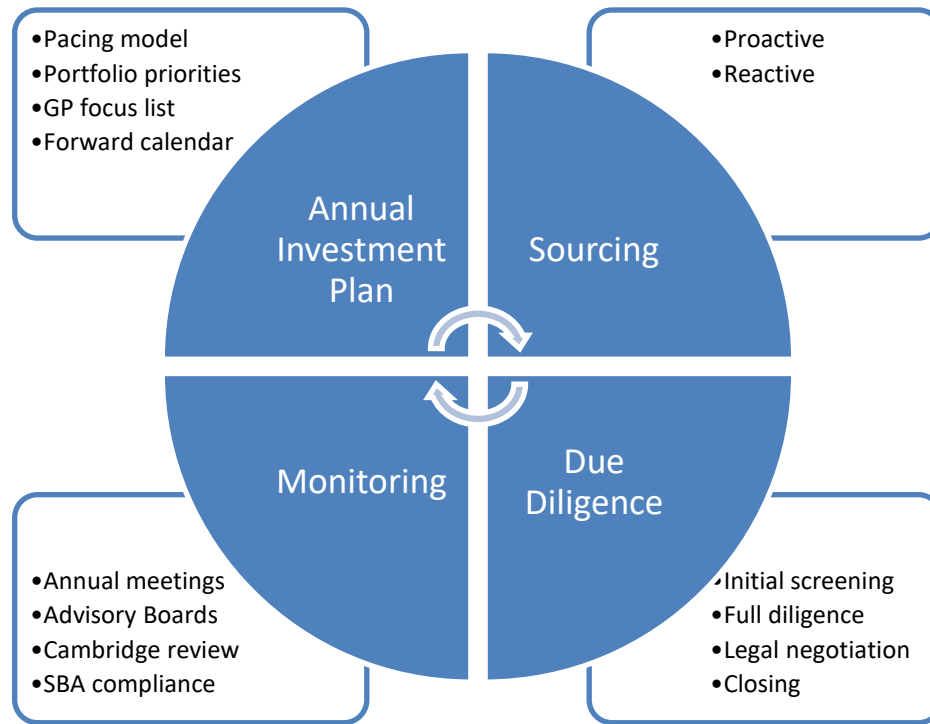 •Pacing model
•Portfolio priorities
•GP focus list
•Forward calendar
•Proactive
•Reactive
Annual
Investment
Plan
Sourcing
Monitoring
Due
Diligence
•Annual meetings
•Advisory Boards
•Cambridge review
•SBA compliance
•Initial screening
•Full diligence
•Legal negotiation
•Closing